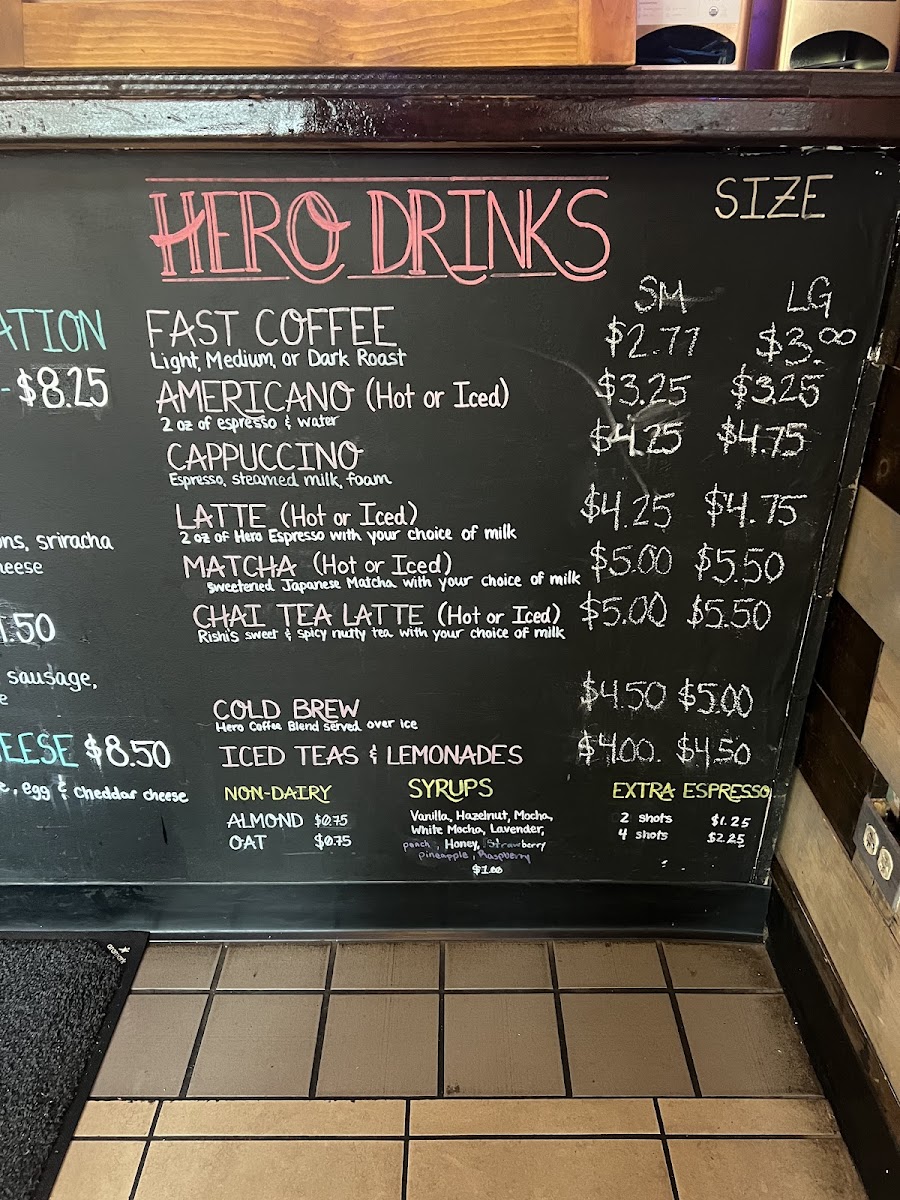 ATION
- $8.25
ons, sriracha
heese
1.50
sausage,
e
EESE $8.50
e, egg & cheddar cheese
HERO DRINKS
SIZE
SM LG
FAST COFFEE $2.77 $3.00
Light, Medium, or Dark Roast
AMERICANO (Hot or Iced) $3.25 $3.25
2 oz of espresso & water
CAPPUCCINO $4.25 $4.75
Espresso, steamed milk, foam
LATTE (Hot or Iced) $4.25 $4.75
2 oz of Hero Espresso with your choice of milk
MATCHA (Hot or Iced) $5.00 $5.50
Sweetened Japanese Matcha with your choice of milk
CHAI TEA LATTE (Hot or Iced) $5.00 $5.50
Rishi's sweet & spicy nutty tea with your choice of milk
COLD BREW $4.50 $5.00
Hero Coffee Blend served over ice
ICED TEAS & LEMONADES $4.00. $4.50
NON-DAIRY
ALMOND $0.75
OAT $0.75
SYRUPS
Vanilla, Hazelnut, Mocha,
White Mocha, Lavender,
peach, Honey, Strawberry
pineapple, Raspberry
$1.00
EXTRA ESPRESSO
2 shots $1.25
4 shots $2.25